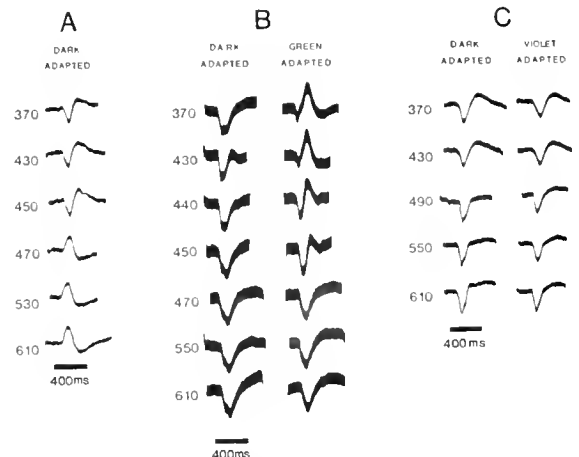 A
DARK
ADAPTED
370
430
450
470
530
610
400ms
B
DARK GREEN
ADAPTED ADAPTED
370
430
440
450
470
550
610
400ms
C
DARK VIOLET
ADAPTED ADAPTED
370
430
490
550
610
400ms